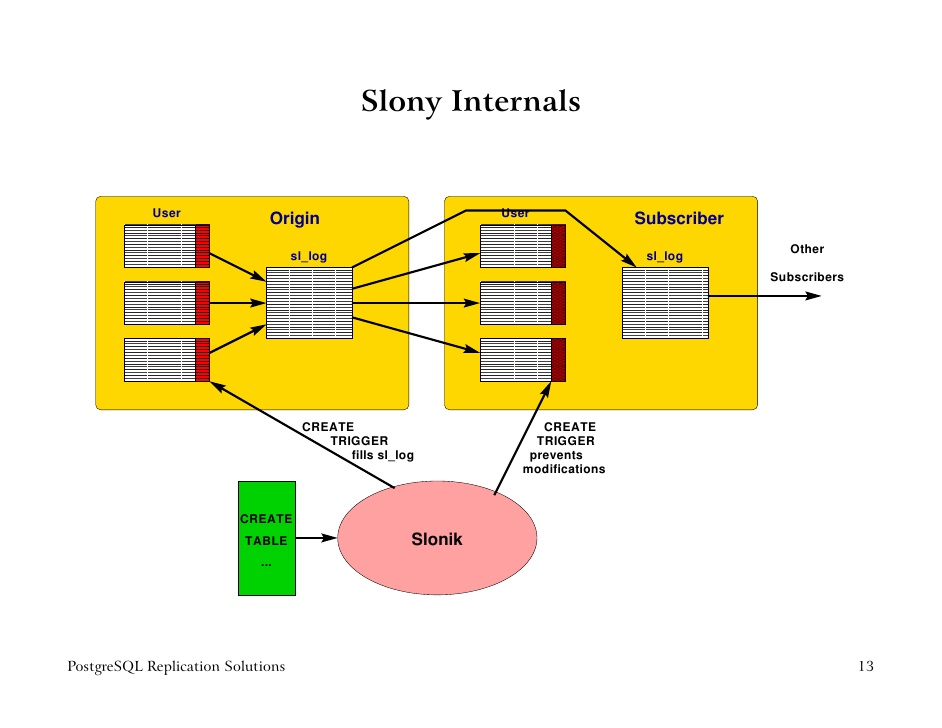 Slony Internals
User
Origin
sl_log
User
Subscriber
sl_log
Other
Subscribers
CREATE
TRIGGER
fills sl_log
CREATE
TRIGGER
prevents
modifications
CREATE
TABLE
...
Slonik
PostgreSQL Replication Solutions
13